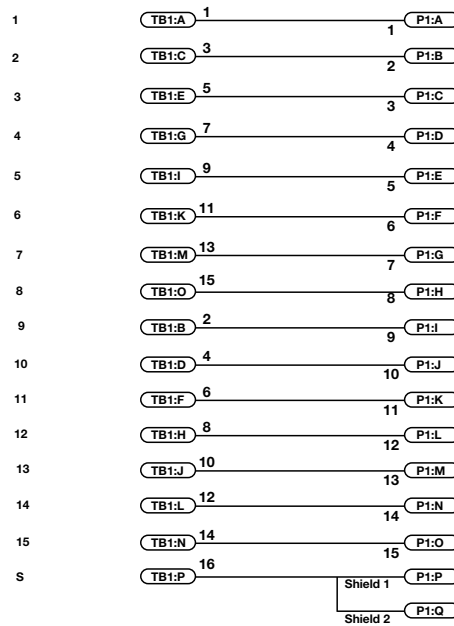 1 TB1:A 1 1 P1:A
2 TB1:C 3 2 P1:B
3 TB1:E 5 3 P1:C
4 TB1:G 7 4 P1:D
5 TB1:I 9 5 P1:E
6 TB1:K 11 6 P1:F
7 TB1:M 13 7 P1:G
8 TB1:O 15 8 P1:H
9 TB1:B 2 9 P1:I
10 TB1:D 4 10 P1:J
11 TB1:F 6 11 P1:K
12 TB1:H 8 12 P1:L
13 TB1:J 10 13 P1:M
14 TB1:L 12 14 P1:N
15 TB1:N 14 15 P1:O
S TB1:P 16 Shield 1 P1:P
Shield 2 P1:Q